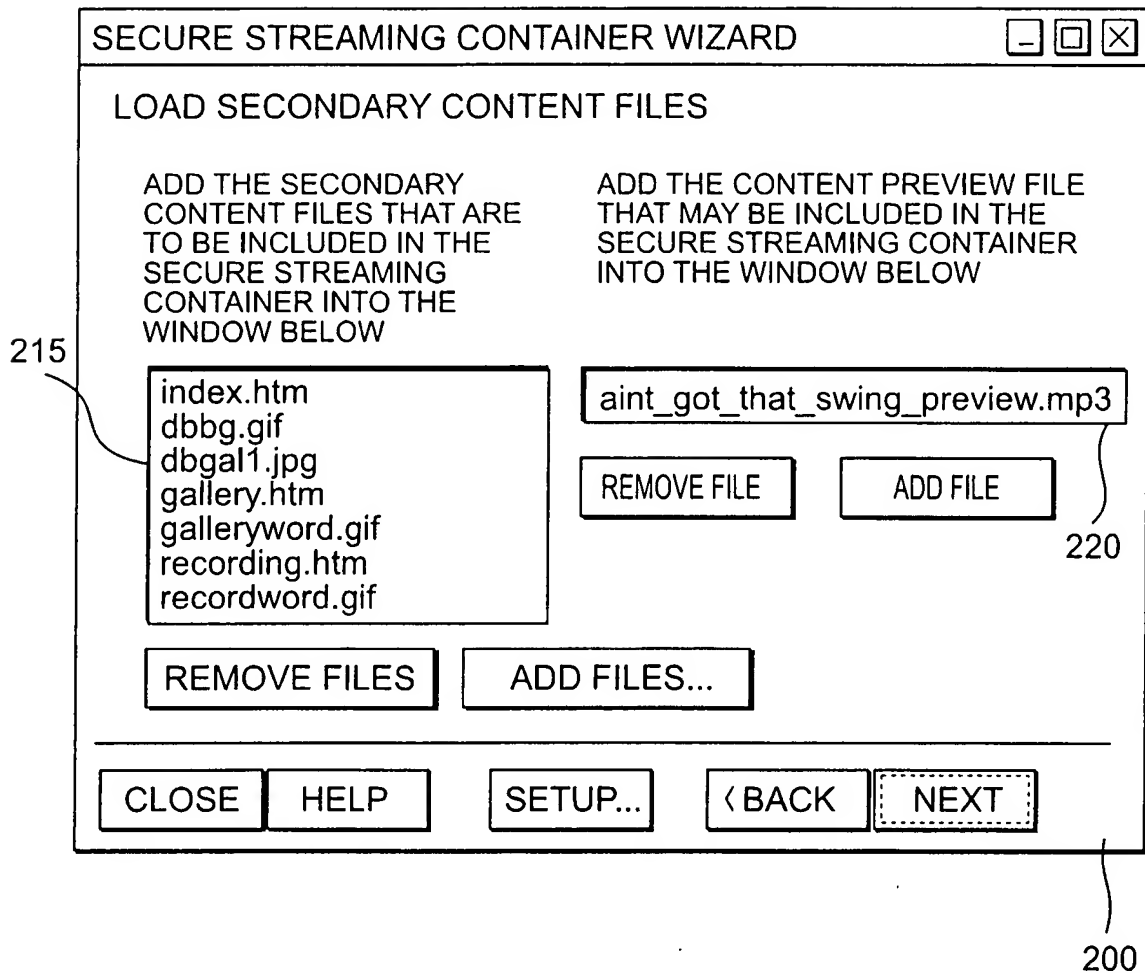 SECURE STREAMING CONTAINER WIZARD
LOAD SECONDARY CONTENT FILES
ADD THE SECONDARY
CONTENT FILES THAT ARE
TO BE INCLUDED IN THE
SECURE STREAMING
CONTAINER INTO THE
WINDOW BELOW
ADD THE CONTENT PREVIEW FILE
THAT MAY BE INCLUDED IN THE
SECURE STREAMING CONTAINER
INTO THE WINDOW BELOW
215
index.htm
dbbg.gif
dbgal1.jpg
gallery.htm
galleryword.gif
recording.htm
recordword.gif
aint_got_that_swing_preview.mp3
REMOVE FILE
ADD FILE
220
REMOVE FILES
ADD FILES...
CLOSE
HELP
SETUP...
<BACK
NEXT
200